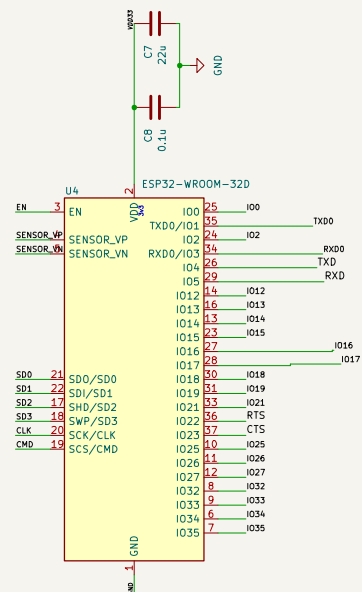 VDD33
C7
22u
GND
C8
0.1u
U4
ESP32-WROOM-32D
2
VDD
EN 3 EN
IO0 25 IO0
TXD0/IO1 35 TXD0
SENSOR_VP SENSOR_VP
IO2 24 IO2
SENSOR_VN SENSOR_VN
RXD0/IO3 34 RXD0
IO4 26 TXD
IO5 29 RXD
IO12 14 IO12
IO13 16 IO13
IO14 13 IO14
IO15 23 IO15
IO16 27 IO16
IO17 28 IO17
SD0 21 SDO/SD0
IO18 30 IO18
SD1 22 SDI/SD1
IO19 31 IO19
SD2 17 SHD/SD2
IO21 33 IO21
SD3 18 SWP/SD3
IO22 36 RTS
CLK 20 SCK/CLK
IO23 37 CTS
CMD 19 SCS/CMD
IO25 10 IO25
IO26 11 IO26
IO27 12 IO27
IO32 8 IO32
IO33 9 IO33
IO34 6 IO34
IO35 7 IO35
GND
1